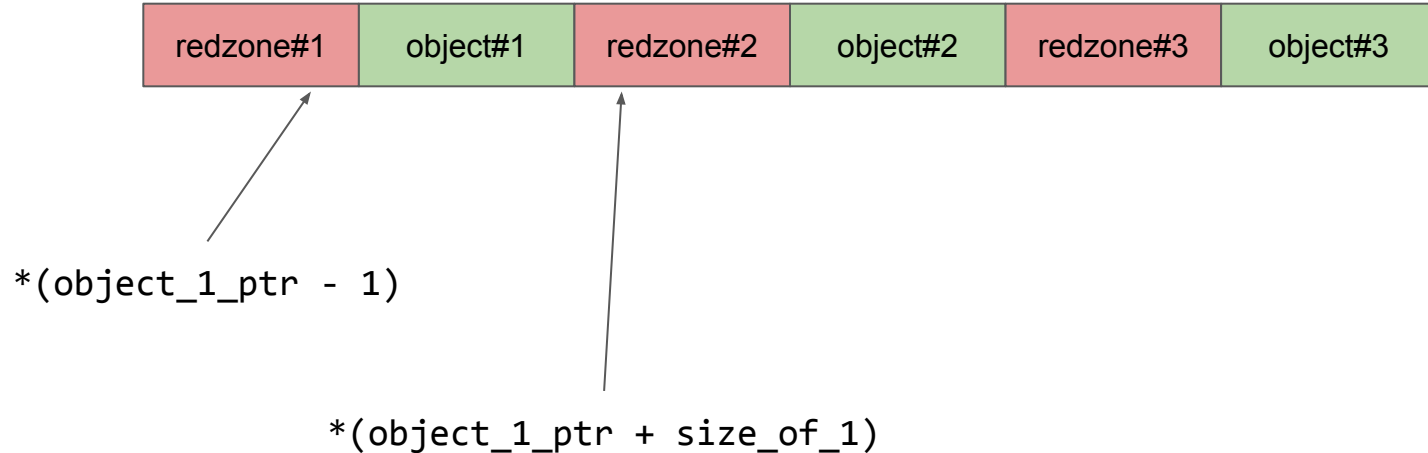 redzone#1 object#1 redzone#2 object#2 redzone#3 object#3
*(object_1_ptr - 1)
*(object_1_ptr + size_of_1)